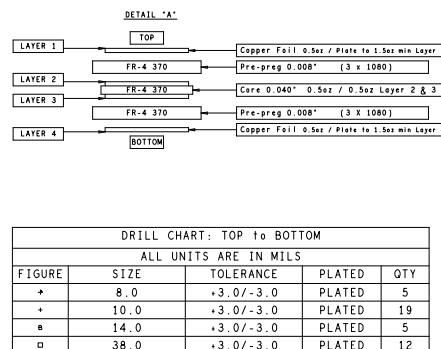 DETAIL "A"
TOP
LAYER 1
Copper Foil 0.5oz / Plate to 1.5oz min Layer
FR-4 370
Pre-preg 0.008" (3 x 1080)
LAYER 2
FR-4 370
Core 0.040" 0.5oz / 0.5oz Layer 2 & 3
LAYER 3
FR-4 370
Pre-preg 0.008" (3 X 1080)
LAYER 4
Copper Foil 0.5oz / Plate to 1.5oz min Layer
BOTTOM
DRILL CHART: TOP to BOTTOM
ALL UNITS ARE IN MILS
FIGURE SIZE TOLERANCE PLATED QTY
8.0 +3.0/-3.0 PLATED 5
+ 10.0 +3.0/-3.0 PLATED 19
B 14.0 +3.0/-3.0 PLATED 5
38.0 +3.0/-3.0 PLATED 12